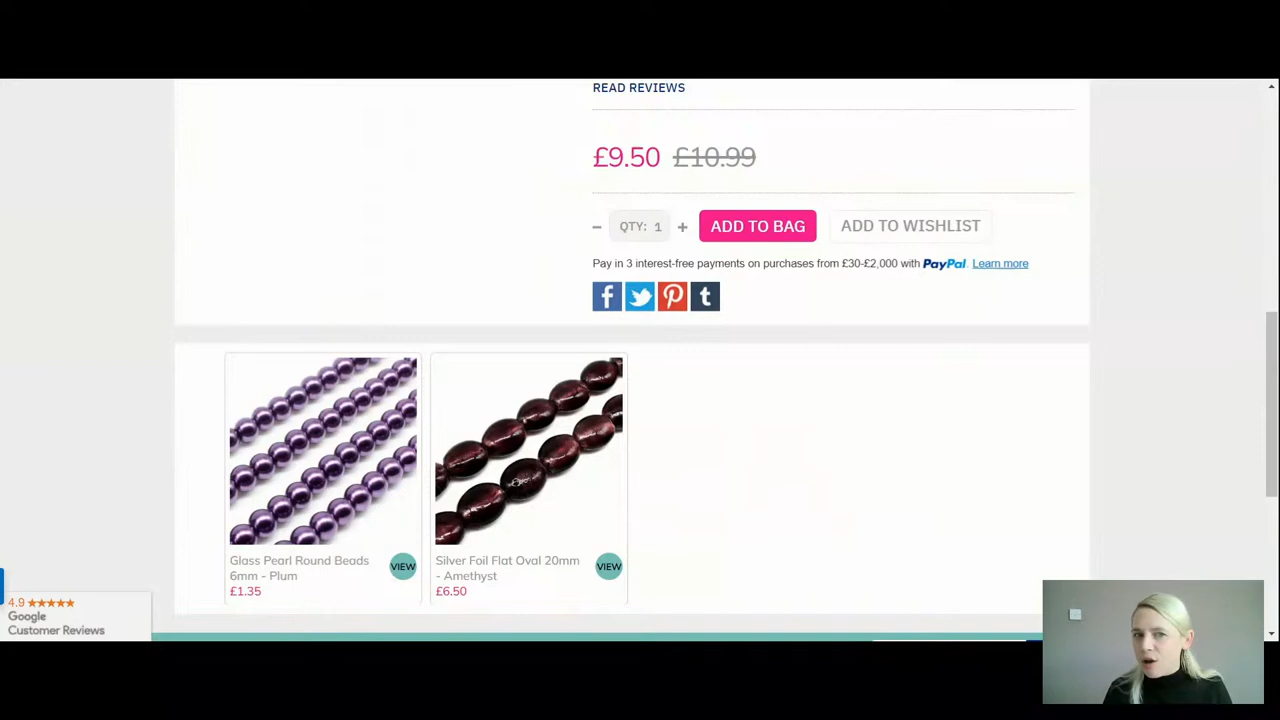 READ REVIEWS
£9.50 £10.99
− QTY: 1 + ADD TO BAG ADD TO WISHLIST
Pay in 3 interest-free payments on purchases from £30-£2,000 with PayPal. Learn more
f t
Glass Pearl Round Beads
6mm - Plum
£1.35
VIEW
Silver Foil Flat Oval 20mm
- Amethyst
£6.50
VIEW
4.9 ★★★★★
Google
Customer Reviews